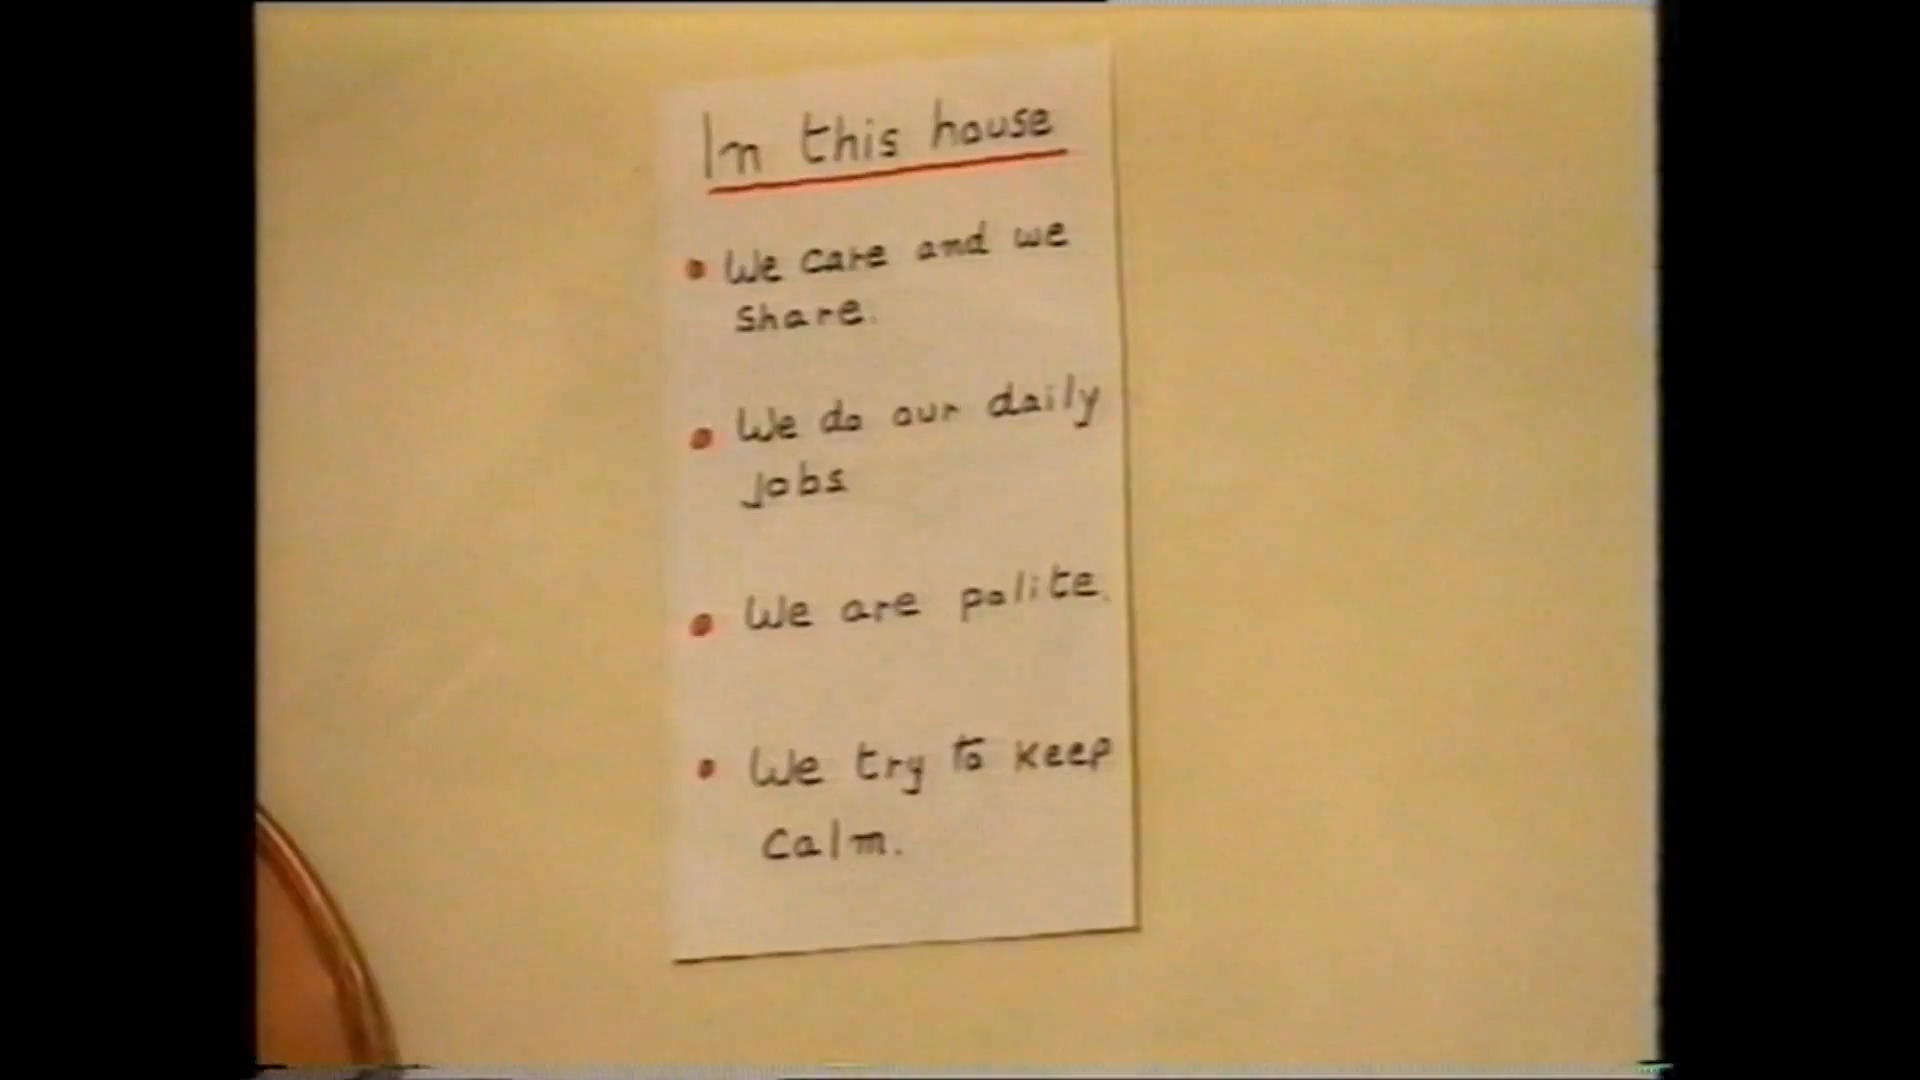 In this house
• We care and we
share.
• We do our daily
jobs
• We are polite.
• We try to keep
calm.